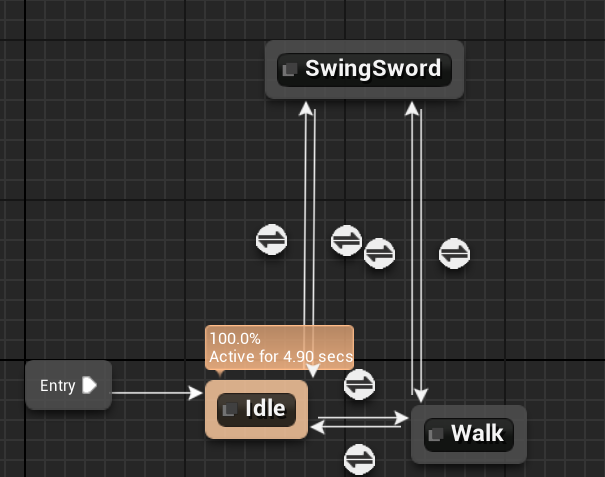 SwingSword
100.0%
Active for 4.90 secs
Entry
Idle
Walk